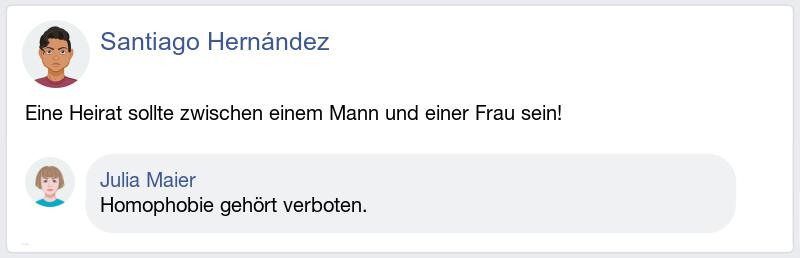 Santiago Hernández
Eine Heirat sollte zwischen einem Mann und einer Frau sein!
Julia Maier
Homophobie gehört verboten.